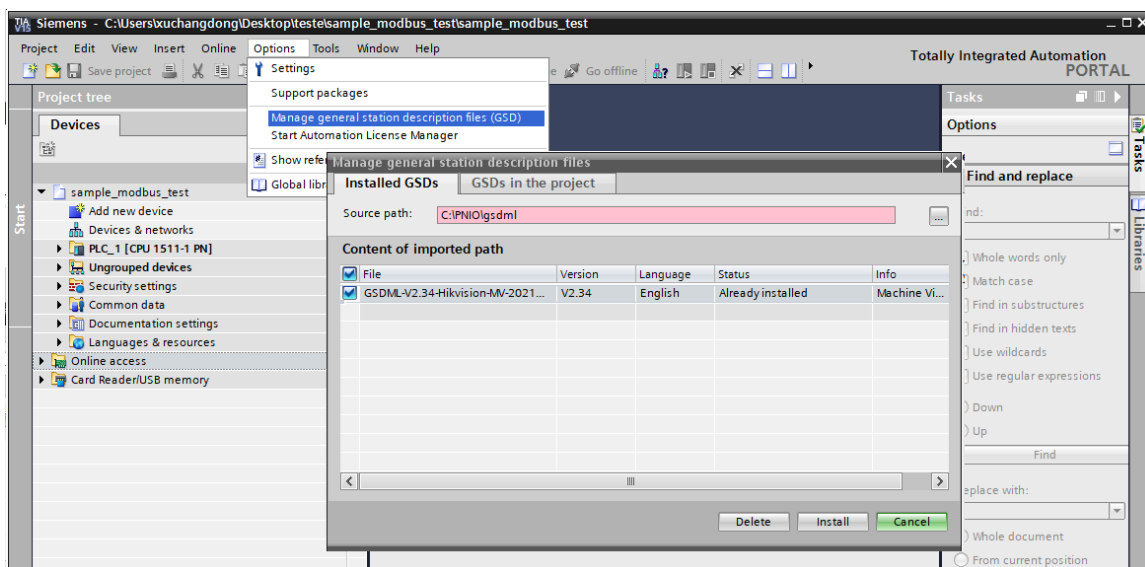 TIA V15 Siemens - C:\Users\xuchangdong\Desktop\teste\sample_modbus_test\sample_modbus_test
Project Edit View Insert Online Options Tools Window Help
Totally Integrated Automation
PORTAL
Save project
Go offline
Settings
Support packages
Manage general station description files (GSD)
Start Automation License Manager
Show refe
Global libr
Project tree
Devices
sample_modbus_test
Add new device
Devices & networks
PLC_1 [CPU 1511-1 PN]
Ungrouped devices
Security settings
Common data
Documentation settings
Languages & resources
Online access
Card Reader/USB memory
Start
Manage general station description files
Installed GSDs GSDs in the project
Source path: C:\PNIO\gsdml ...
Content of imported path
File Version Language Status Info
GSDML-V2.34-Hikvision-MV-2021... V2.34 English Already installed Machine Vi...
Delete Install Cancel
Tasks
Options
Find and replace
nd:
Whole words only
Match case
Find in substructures
Find in hidden texts
Use wildcards
Use regular expressions
Down
Up
Find
eplace with:
Whole document
From current position
Tasks
Libraries